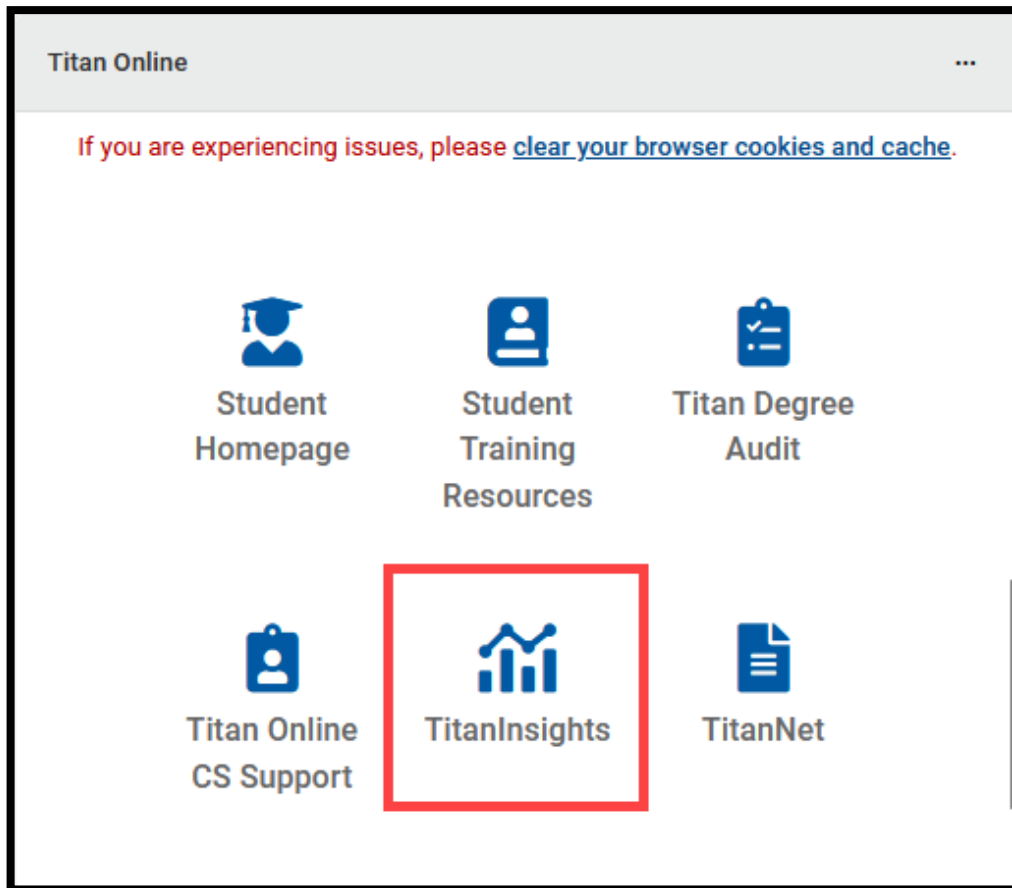 Titan Online
...
If you are experiencing issues, please clear your browser cookies and cache.
Student
Homepage
Student
Training
Resources
Titan Degree
Audit
Titan Online
CS Support
TitanInsights
TitanNet